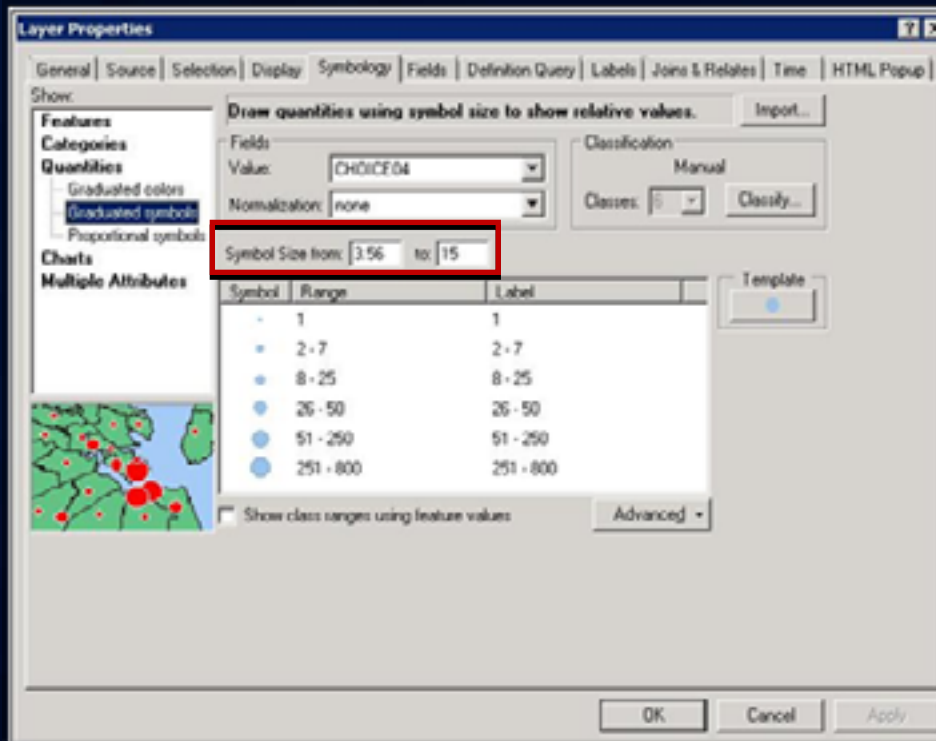 Layer Properties
General Source Selection Display Symbology Fields Definition Query Labels Joins & Relates Time HTML Popup
Show:
Features
Categories
Quantities
Graduated colors
Graduated symbols
Proportional symbols
Charts
Multiple Attributes
Draw quantities using symbol size to show relative values.
Import...
Fields
Value: CHOICE04
Normalization: none
Classification
Manual
Classes: 6
Classify...
Symbol Size from: 3.56 to: 15
Symbol Range Label
1 1
2 - 7 2 - 7
8 - 25 8 - 25
26 - 50 26 - 50
51 - 250 51 - 250
251 - 800 251 - 800
Template
Show class ranges using feature values
Advanced
OK Cancel Apply